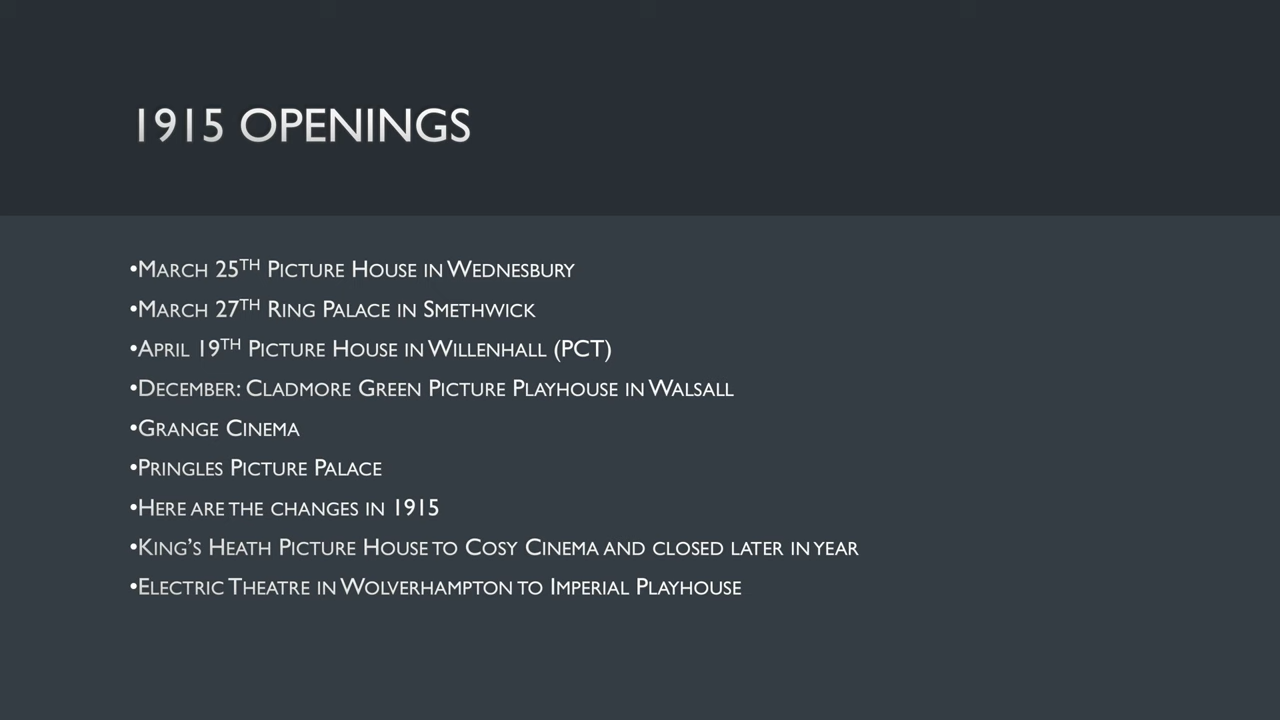 1915 OPENINGS
•March 25TH Picture House in Wednesbury
•March 27TH Ring Palace in Smethwick
•April 19TH Picture House in Willenhall (PCT)
•December: Cladmore Green Picture Playhouse in Walsall
•Grange Cinema
•Pringles Picture Palace
•Here are the changes in 1915
•King’s Heath Picture House to Cosy Cinema and closed later in year
•Electric Theatre in Wolverhampton to Imperial Playhouse